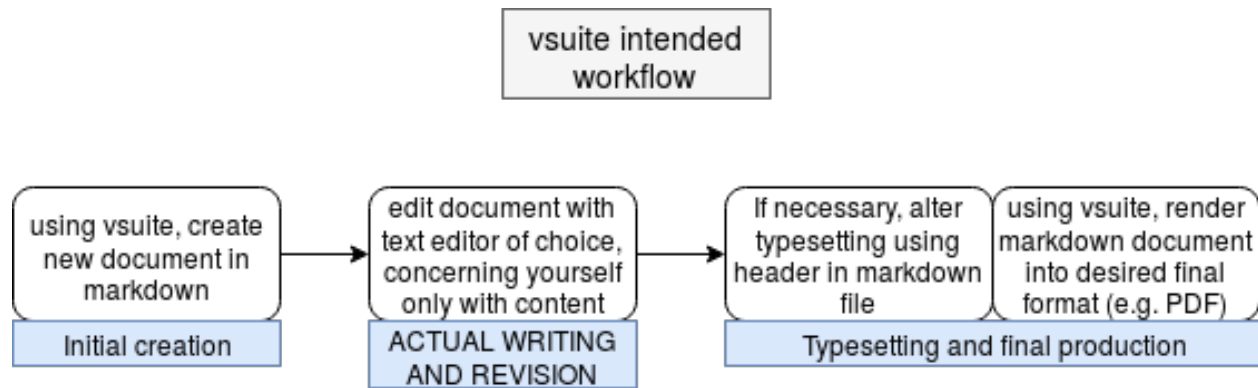 vsuite intended
workflow
using vsuite, create
new document in
markdown
Initial creation
edit document with
text editor of choice,
concerning yourself
only with content
ACTUAL WRITING
AND REVISION
If necessary, alter
typesetting using
header in markdown
file
using vsuite, render
markdown document
into desired final
format (e.g. PDF)
Typesetting and final production